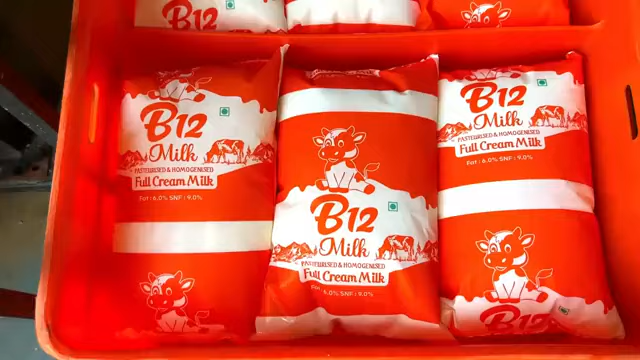 B12
B12
Milk
PASTEURISED & HOMOGENISED
Full Cream Milk
Fat : 6.0% SNF : 9.0%
B12
Milk
PASTEURISED & HOMOGENISED
Full Cream Milk
Fat : 6.0% SNF : 9.0%
B12
Milk
PASTEURISED & HOMOGENISED
Full Cream Milk
Fat : 6.0% SNF : 9.0%
B12